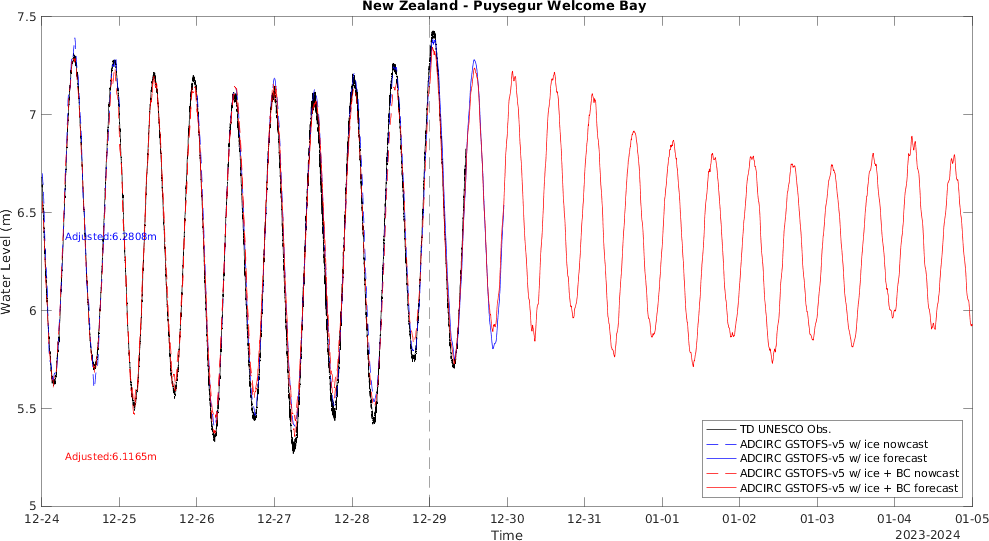 New Zealand - Puysegur Welcome Bay
7.5
7
6.5
6
5.5
5
Water Level (m)
Adjusted:6.2808m
Adjusted:6.1165m
TD UNESCO Obs.
ADCIRC GSTOFS-v5 w/ ice nowcast
ADCIRC GSTOFS-v5 w/ ice forecast
ADCIRC GSTOFS-v5 w/ ice + BC nowcast
ADCIRC GSTOFS-v5 w/ ice + BC forecast
12-24 12-25 12-26 12-27 12-28 12-29 12-30 12-31 01-01 01-02 01-03 01-04 01-05
Time
2023-2024